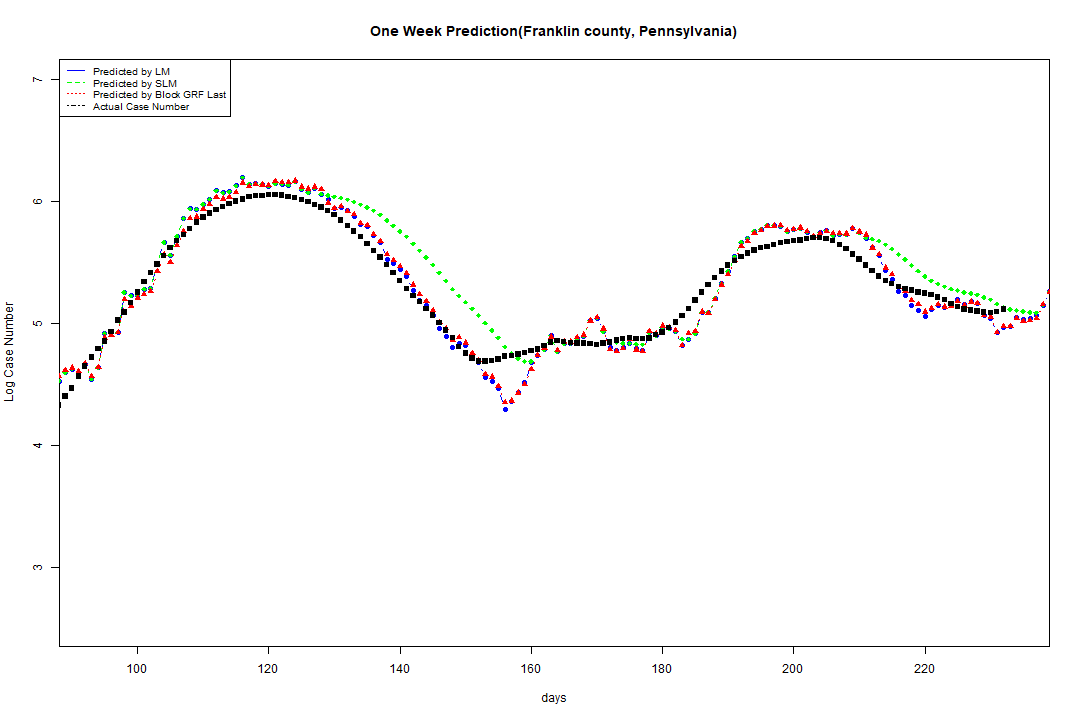 One Week Prediction(Franklin county, Pennsylvania)
Predicted by LM
Predicted by SLM
Predicted by Block GRF Last
Actual Case Number
7
6
5
4
3
Log Case Number
100 120 140 160 180 200 220
days